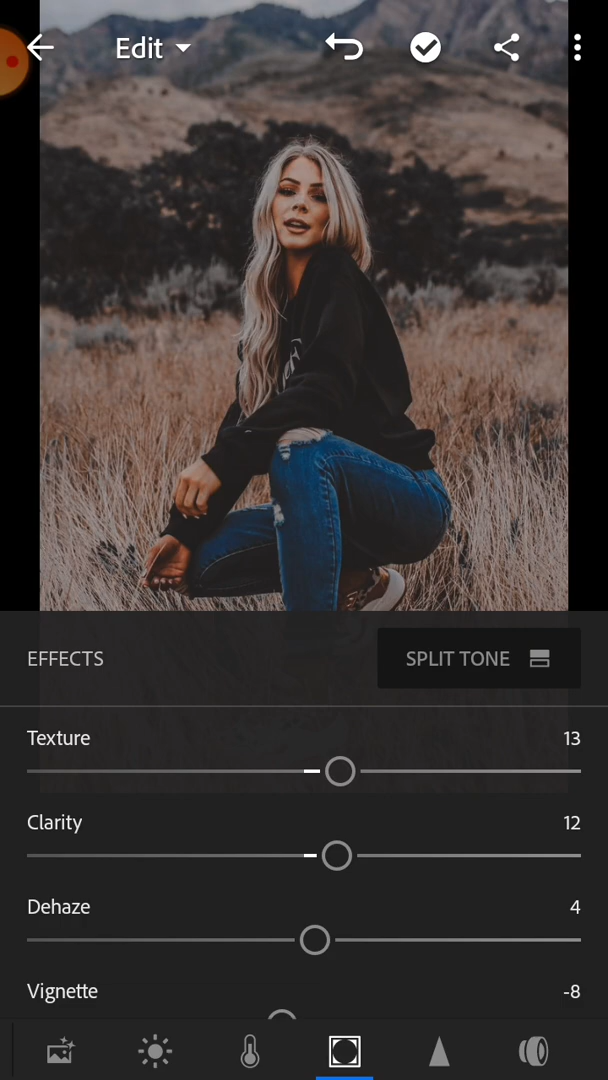 Edit
EFFECTS
SPLIT TONE
Texture 13
Clarity 12
Dehaze 4
Vignette -8